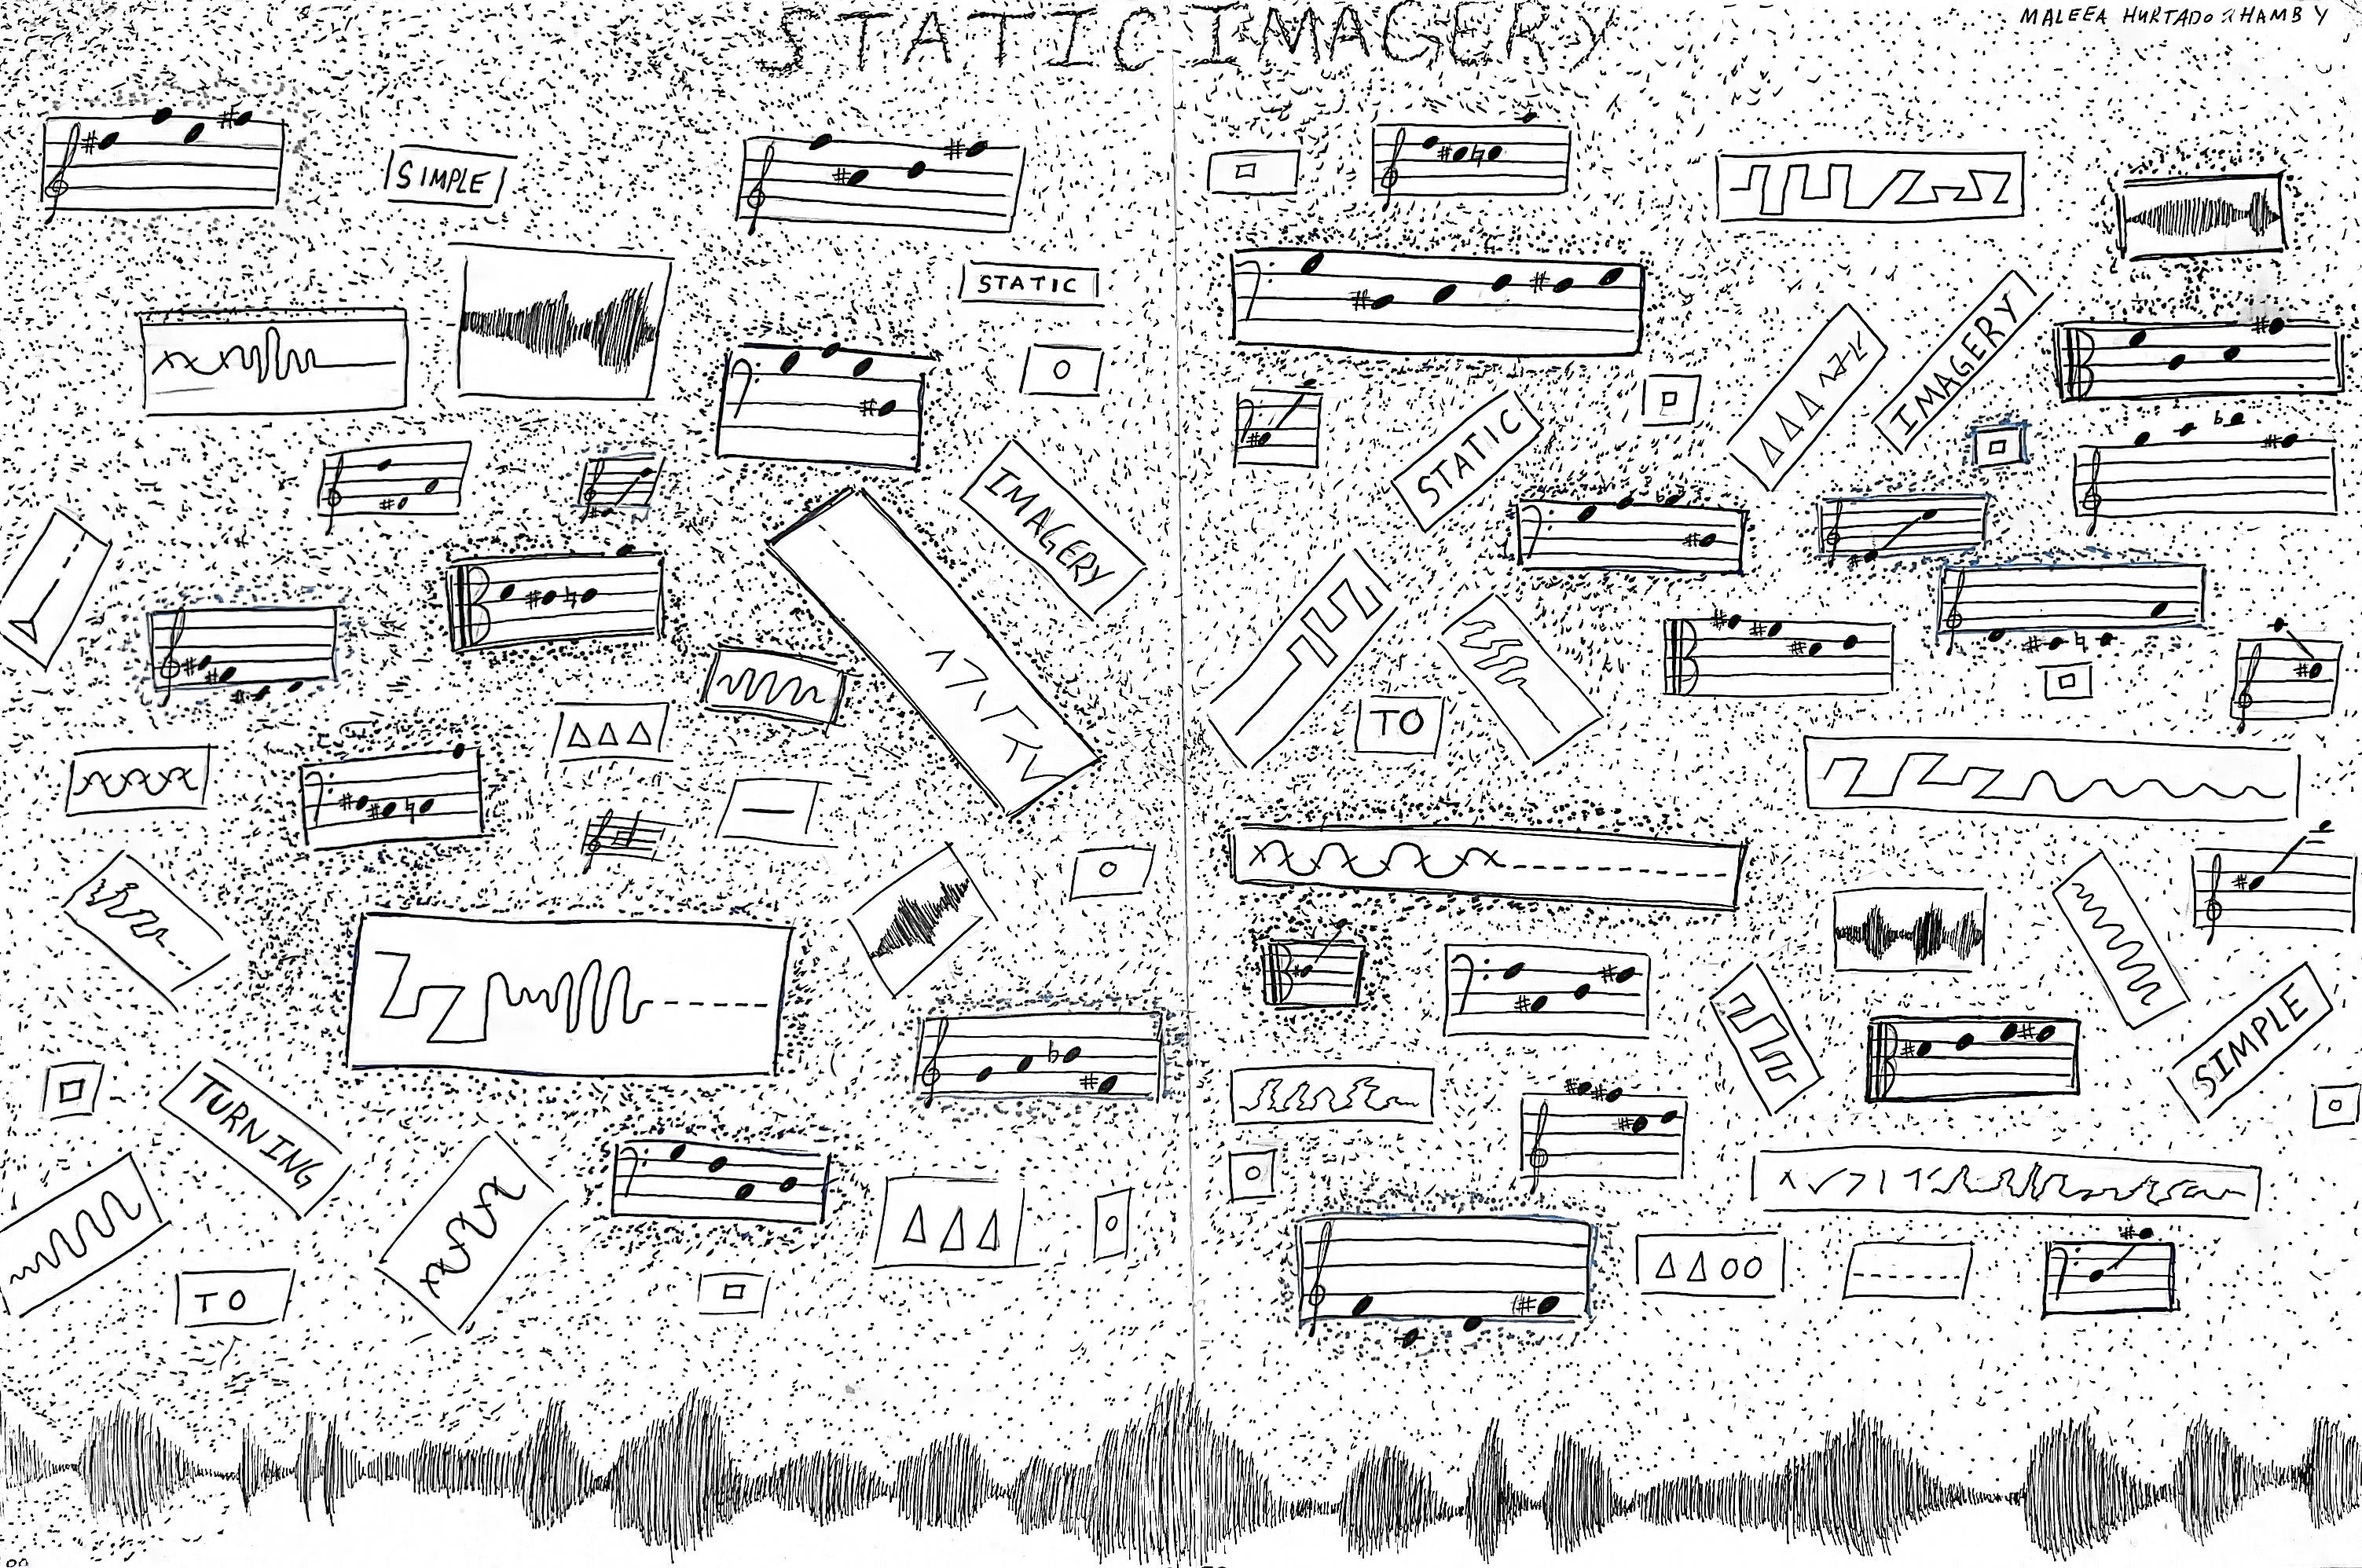 STATIC IMAGERY
MALEEA HURTADO-HAMBY
SIMPLE
STATIC
IMAGERY
STATIC
IMAGERY
TO
TURNING
TO
SIMPLE